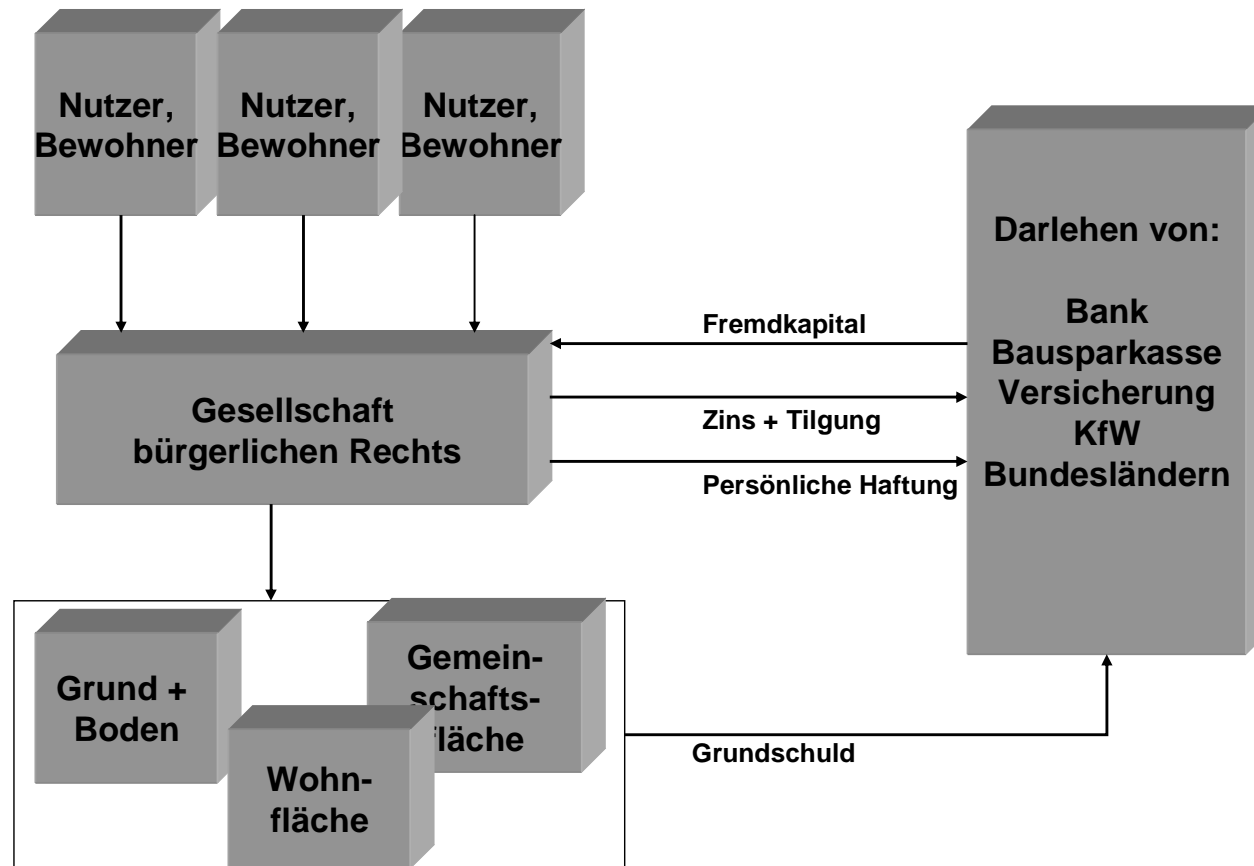 Nutzer,
Bewohner
Nutzer,
Bewohner
Nutzer,
Bewohner
Darlehen von:
Bank
Bausparkasse
Versicherung
KfW
Bundesländern
Fremdkapital
Zins + Tilgung
Persönliche Haftung
Gesellschaft
bürgerlichen Rechts
Grund +
Boden
Wohn-
fläche
Gemein-
schafts-
fläche
Grundschuld